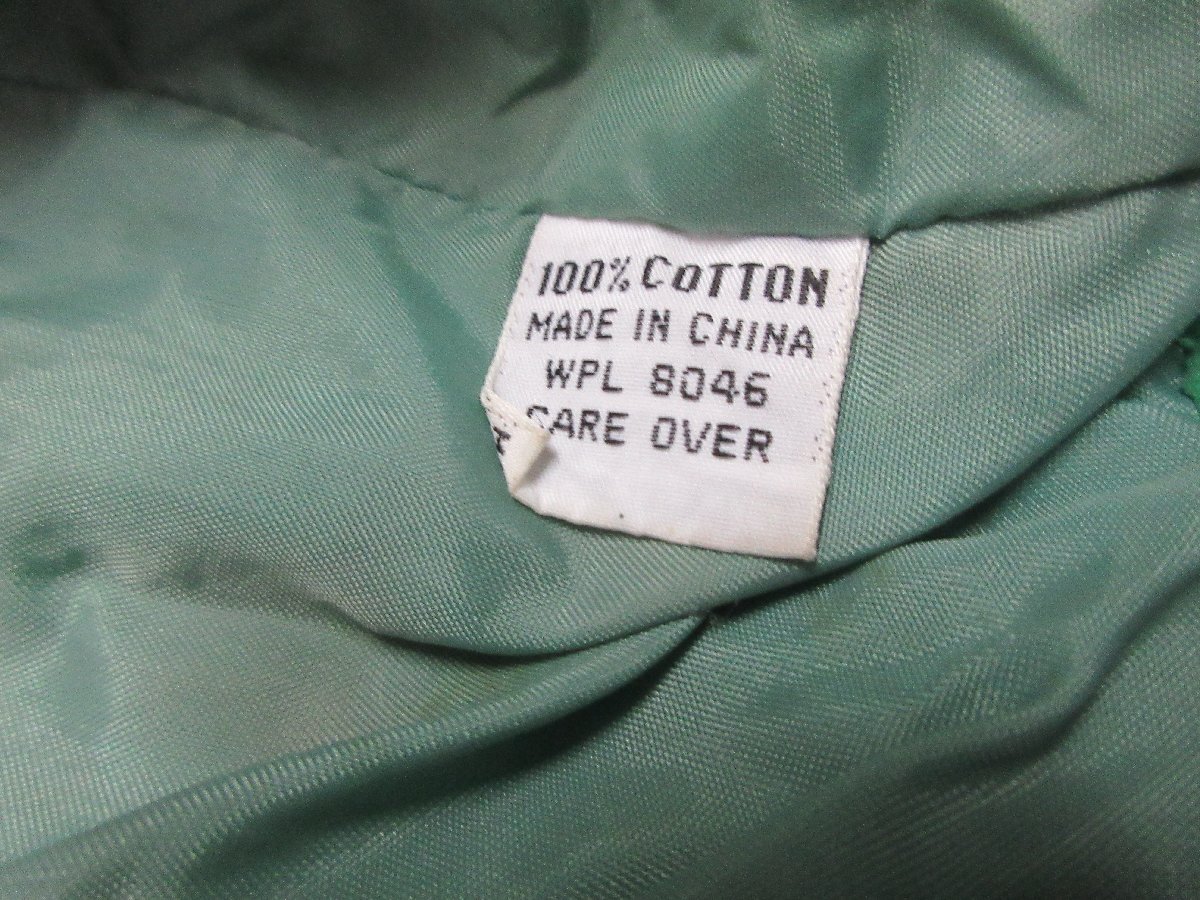 100% COTTON
MADE IN CHINA
WPL 8046
CARE OVER